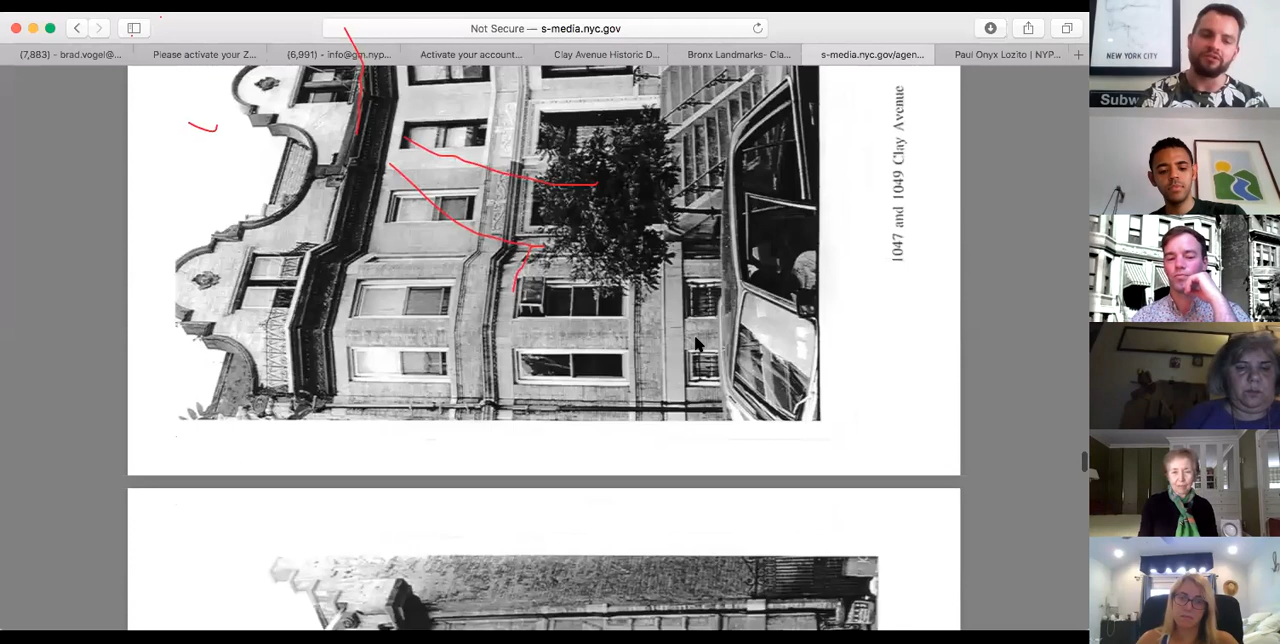 Not Secure — s-media.nyc.gov
(7,883) - brad.vogel@...
Please activate your Z...
(6,991) - info@gm.nyp...
Activate your account...
Clay Avenue Historic D...
Bronx Landmarks- Cla...
s-media.nyc.gov/agen...
Paul Onyx Lozito | NYP...
1047 and 1049 Clay Avenue
NEW YORK CITY
Subw